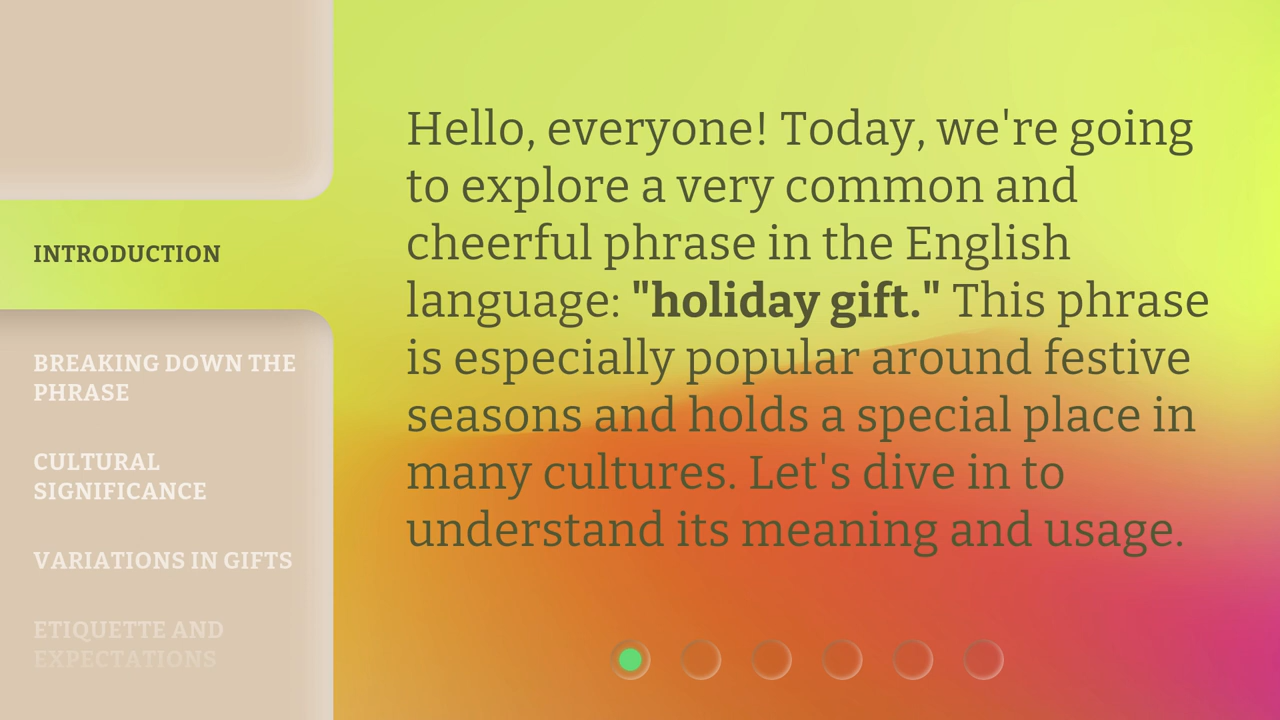 INTRODUCTION
BREAKING DOWN THE
PHRASE
CULTURAL
SIGNIFICANCE
VARIATIONS IN GIFTS
ETIQUETTE AND
EXPECTATIONS
Hello, everyone! Today, we're going
to explore a very common and
cheerful phrase in the English
language: "holiday gift." This phrase
is especially popular around festive
seasons and holds a special place in
many cultures. Let's dive in to
understand its meaning and usage.